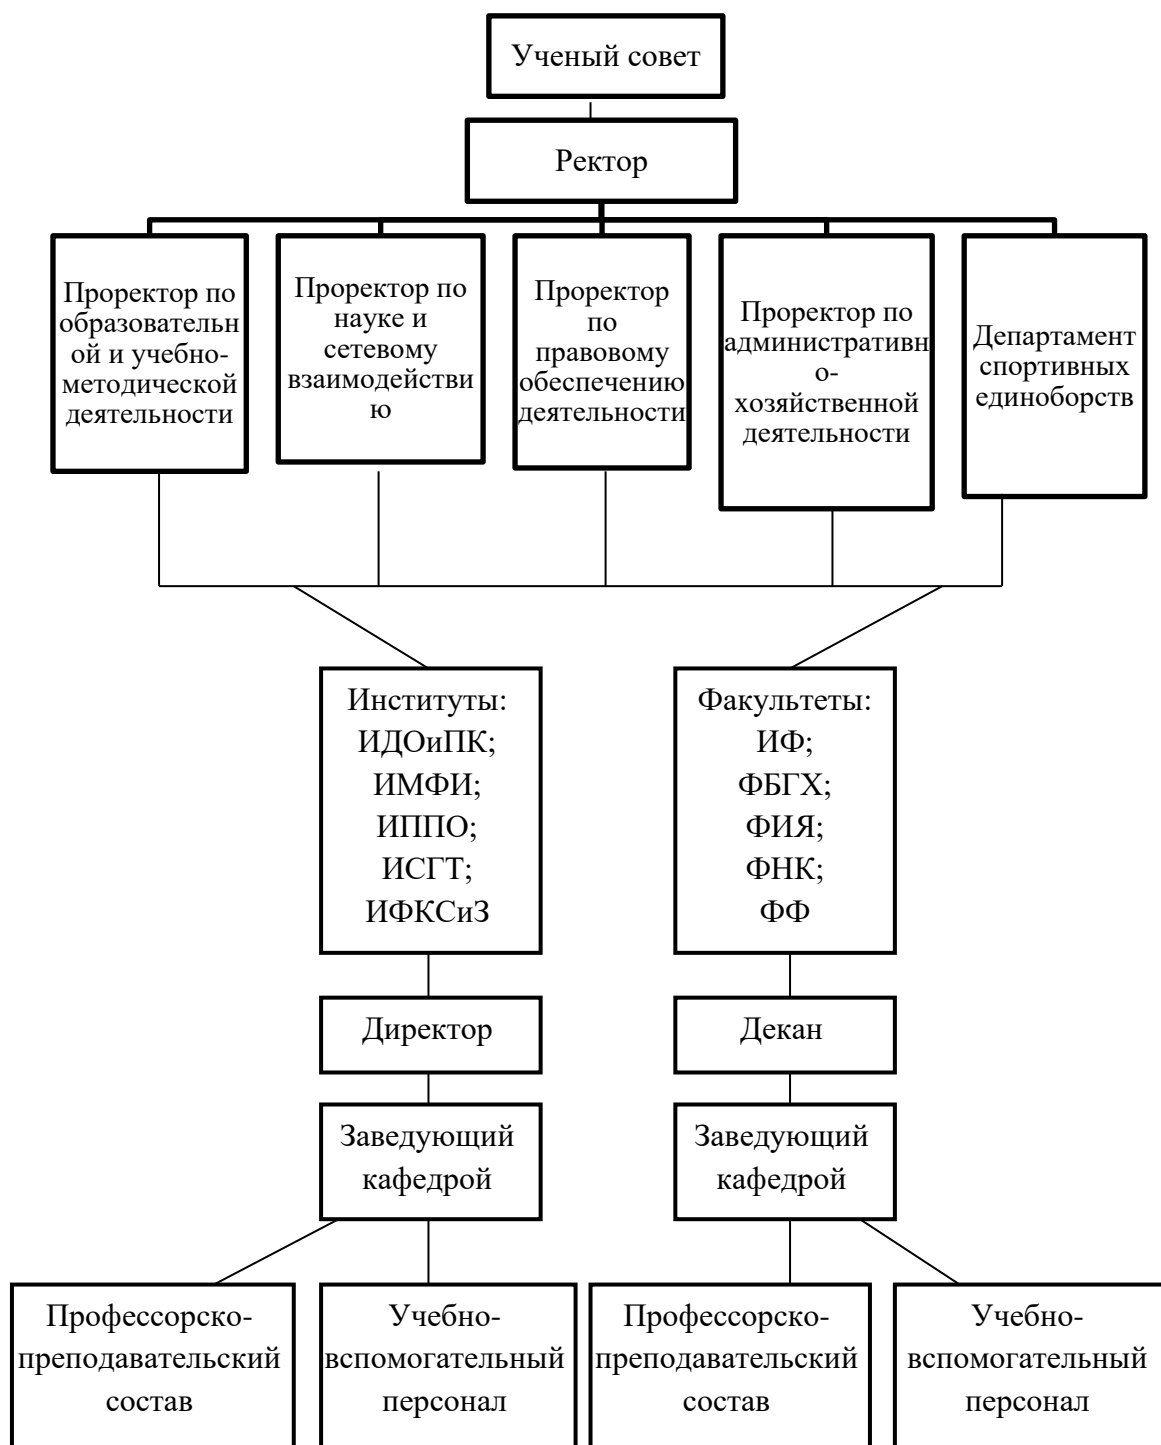 Ученый совет
Ректор
Проректор по
образовательн
ой и учебно-
методической
деятельности
Проректор по
науке и
сетевому
взаимодействи
ю
Проректор
по
правовому
обеспечению
деятельности
Проректор по
административн
о-
хозяйственной
деятельности
Департамент
спортивных
единоборств
Институты:
ИДОиПК;
ИМФИ;
ИППО;
ИСГТ;
ИФКСиЗ
Факультеты:
ИФ;
ФБГХ;
ФИЯ;
ФНК;
ФФ
Директор
Декан
Заведующий
кафедрой
Заведующий
кафедрой
Профессорско-
преподавательский
состав
Учебно-
вспомогательный
персонал
Профессорско-
преподавательский
состав
Учебно-
вспомогательный
персонал